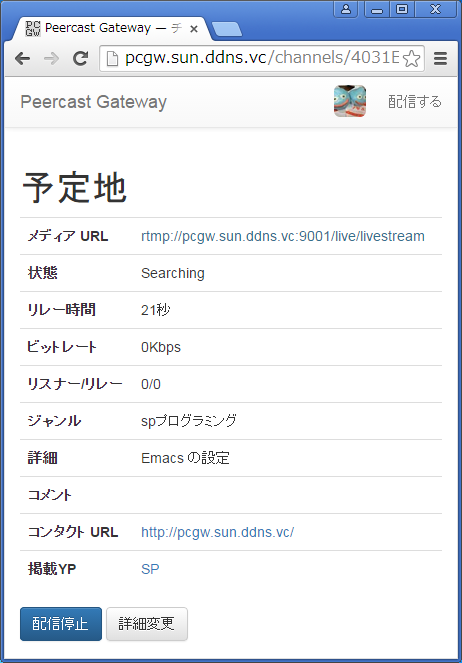 PC
GW
Peercast Gateway — チ
pcgw.sun.ddns.vc/channels/4031E
Peercast Gateway 配信する
予定地
メディア URL rtmp://pcgw.sun.ddns.vc:9001/live/livestream
状態 Searching
リレー時間 21秒
ビットレート 0Kbps
リスナー/リレー 0/0
ジャンル spプログラミング
詳細 Emacs の設定
コメント
コンタクト URL http://pcgw.sun.ddns.vc/
掲載YP SP
配信停止 詳細変更